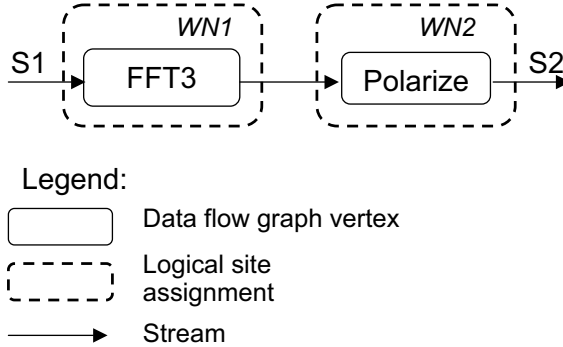 WN1
WN2
S1
FFT3
Polarize
S2
Legend:
Data flow graph vertex
Logical site
assignment
Stream